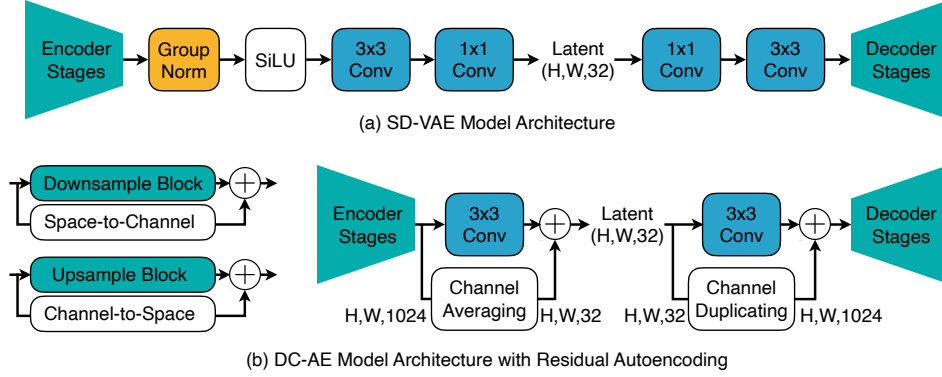 Encoder
Stages
Group
Norm
SiLU
3x3
Conv
1x1
Conv
Latent
(H,W,32)
1x1
Conv
3x3
Conv
Decoder
Stages
(a) SD-VAE Model Architecture
Downsample Block
Space-to-Channel
Upsample Block
Channel-to-Space
Encoder
Stages
3x3
Conv
Channel
Averaging
H,W,1024
H,W,32
Latent
(H,W,32)
3x3
Conv
Channel
Duplicating
H,W,32
H,W,1024
Decoder
Stages
(b) DC-AE Model Architecture with Residual Autoencoding